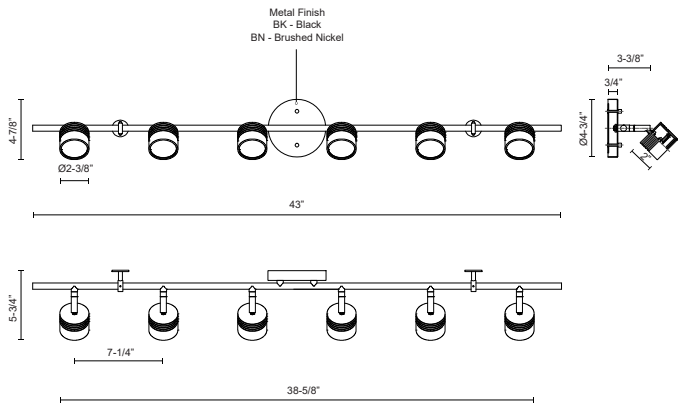 Metal Finish
BK - Black
BN - Brushed Nickel
4-7/8"
Ø2-3/8"
43"
3-3/8"
3/4"
Ø4-3/4"
2"
5-3/4"
7-1/4"
38-5/8"